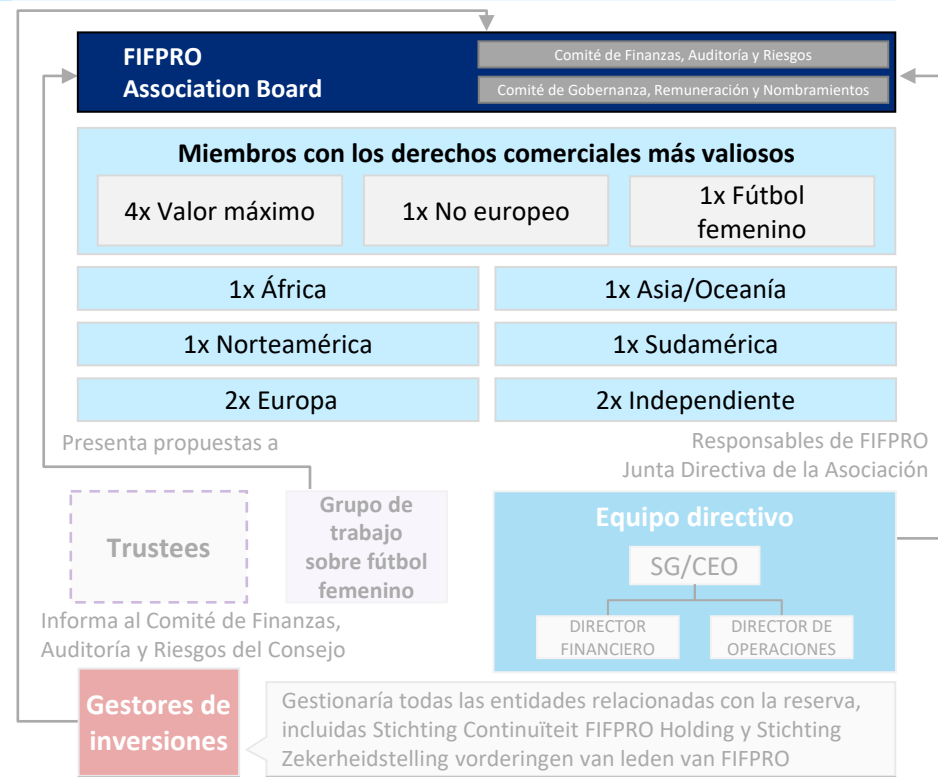 FIFPRO
Association Board
Comité de Finanzas, Auditoría y Riesgos
Comité de Gobernanza, Remuneración y Nombramientos
Miembros con los derechos comerciales más valiosos
4x Valor máximo
1x No europeo
1x Fútbol
femenino
1x África
1x Asia/Oceanía
1x Norteamérica
1x Sudamérica
2x Europa
2x Independiente
Presenta propuestas a
Responsables de FIFPRO
Junta Directiva de la Asociación
Trustees
Grupo de
trabajo
sobre fútbol
femenino
Equipo directivo
SG/CEO
DIRECTOR
FINANCIERO
DIRECTOR DE
OPERACIONES
Informa al Comité de Finanzas,
Auditoría y Riesgos del Consejo
Gestores de
inversiones
Gestionaría todas las entidades relacionadas con la reserva,
incluidas Stichting Continuïteit FIFPRO Holding y Stichting
Zekerheidstelling vorderingen van leden van FIFPRO